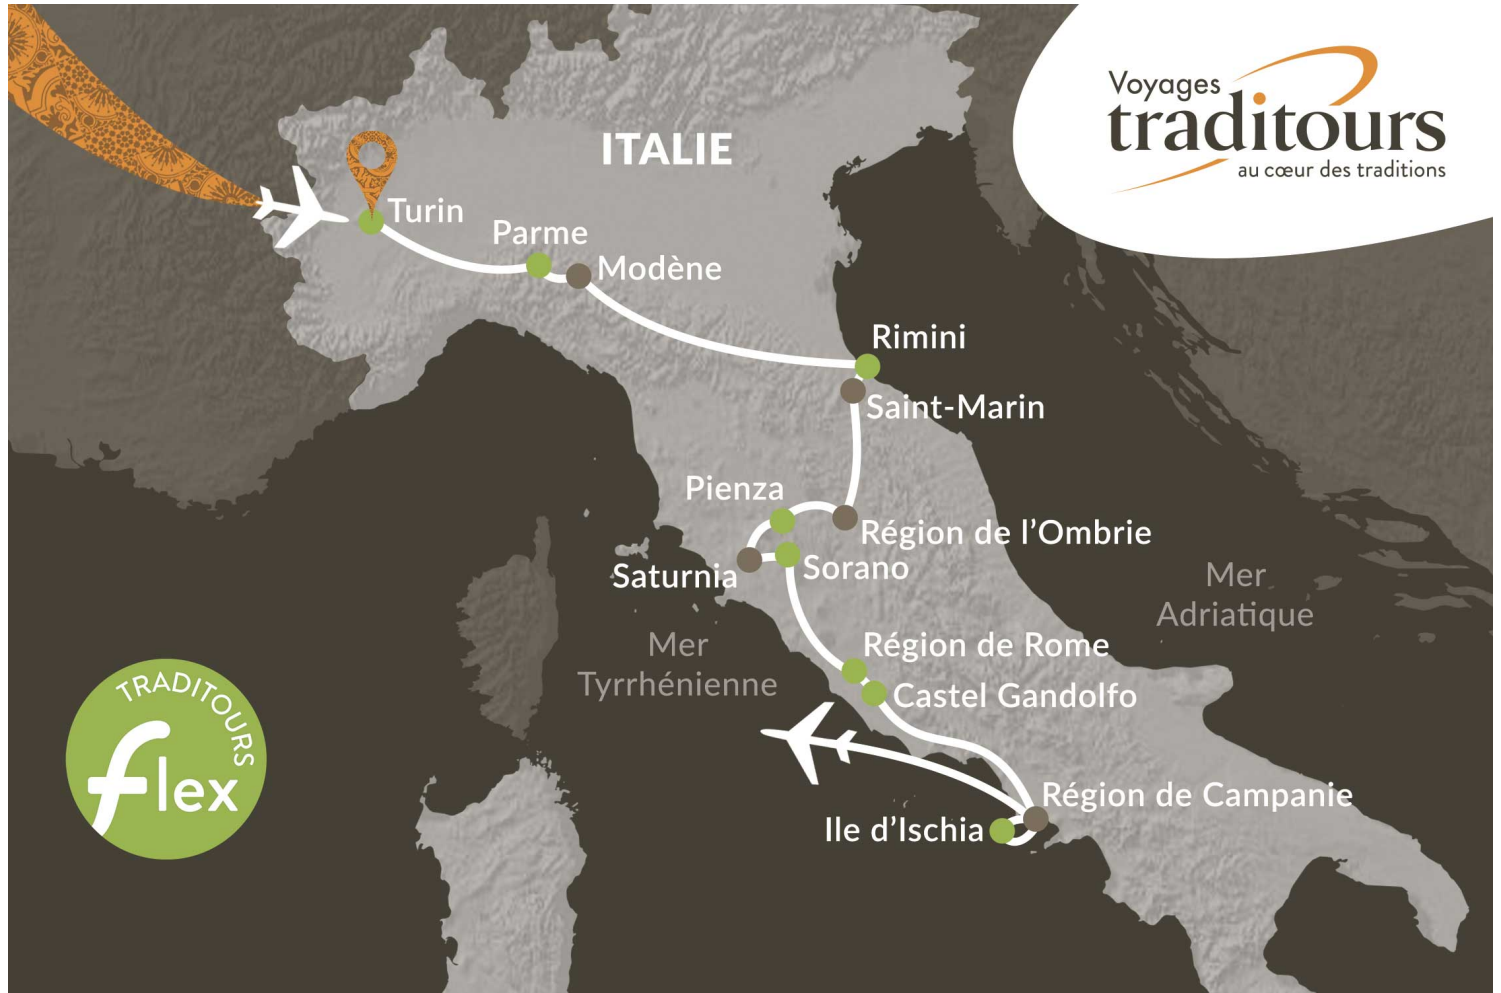 Voyages
traditours
au cœur des traditions
ITALIE
Turin
Parme
Modène
Rimini
Saint-Marin
Pienza
Région de l’Ombrie
Saturnia
Sorano
Mer
Adriatique
Mer
Tyrrhénienne
Région de Rome
Castel Gandolfo
Région de Campanie
Ile d’Ischia
TRADITOURS
flex